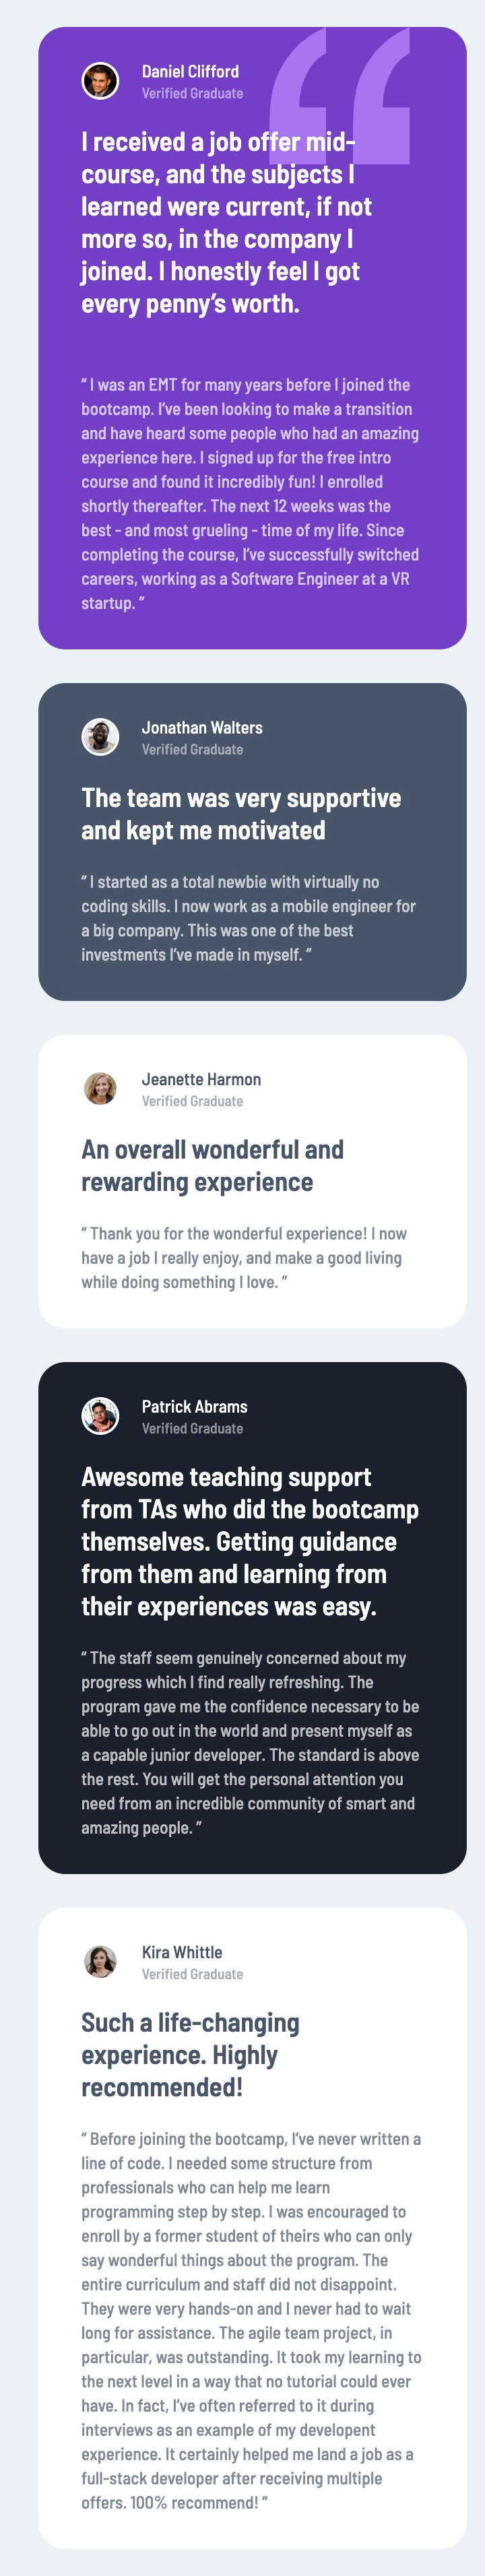 Daniel Clifford
Verified Graduate
I received a job offer mid-
course, and the subjects I
learned were current, if not
more so, in the company I
joined. I honestly feel I got
every penny’s worth.
“ I was an EMT for many years before I joined the
bootcamp. I’ve been looking to make a transition
and have heard some people who had an amazing
experience here. I signed up for the free intro
course and found it incredibly fun! I enrolled
shortly thereafter. The next 12 weeks was the
best - and most grueling - time of my life. Since
completing the course, I’ve successfully switched
careers, working as a Software Engineer at a VR
startup. ”
Jonathan Walters
Verified Graduate
The team was very supportive
and kept me motivated
“ I started as a total newbie with virtually no
coding skills. I now work as a mobile engineer for
a big company. This was one of the best
investments I’ve made in myself. ”
Jeanette Harmon
Verified Graduate
An overall wonderful and
rewarding experience
“ Thank you for the wonderful experience! I now
have a job I really enjoy, and make a good living
while doing something I love. ”
Patrick Abrams
Verified Graduate
Awesome teaching support
from TAs who did the bootcamp
themselves. Getting guidance
from them and learning from
their experiences was easy.
“ The staff seem genuinely concerned about my
progress which I find really refreshing. The
program gave me the confidence necessary to be
able to go out in the world and present myself as
a capable junior developer. The standard is above
the rest. You will get the personal attention you
need from an incredible community of smart and
amazing people. ”
Kira Whittle
Verified Graduate
Such a life-changing
experience. Highly
recommended!
“ Before joining the bootcamp, I’ve never written a
line of code. I needed some structure from
professionals who can help me learn
programming step by step. I was encouraged to
enroll by a former student of theirs who can only
say wonderful things about the program. The
entire curriculum and staff did not disappoint.
They were very hands-on and I never had to wait
long for assistance. The agile team project, in
particular, was outstanding. It took my learning to
the next level in a way that no tutorial could ever
have. In fact, I’ve often referred to it during
interviews as an example of my developent
experience. It certainly helped me land a job as a
full-stack developer after receiving multiple
offers. 100% recommend! “